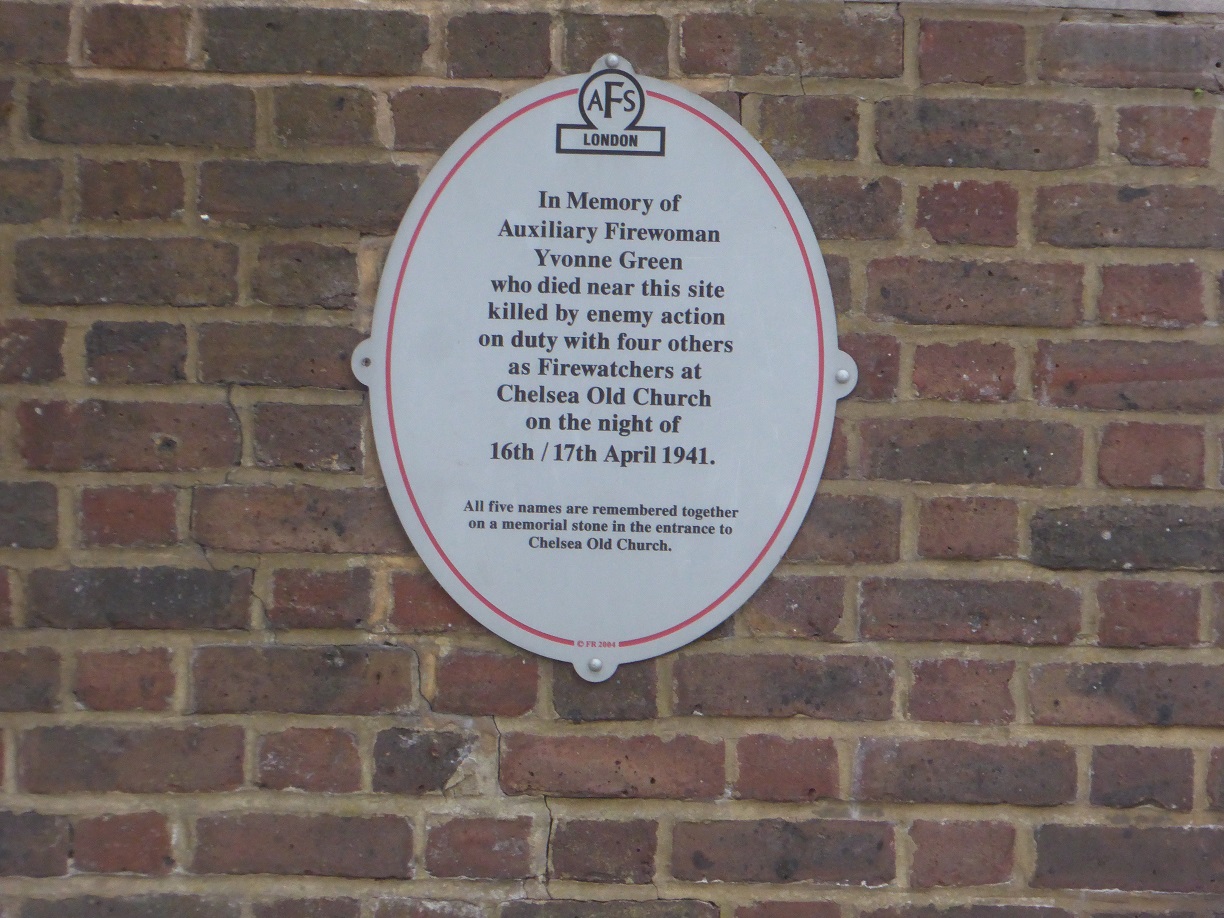 AFS
LONDON
In Memory of
Auxiliary Firewoman
Yvonne Green
who died near this site
killed by enemy action
on duty with four others
as Firewatchers at
Chelsea Old Church
on the night of
16th / 17th April 1941.
All five names are remembered together
on a memorial stone in the entrance to
Chelsea Old Church.
© FR 2004